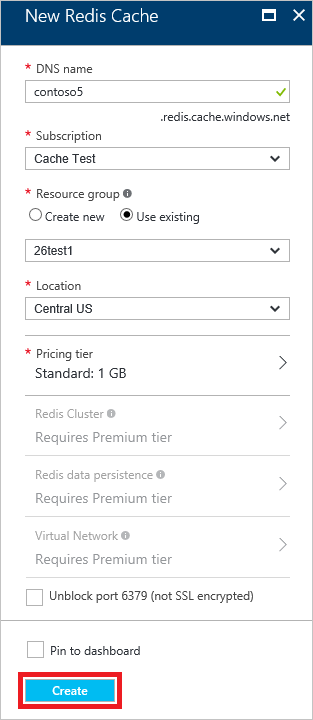 New Redis Cache
* DNS name
contoso5
.redis.cache.windows.net
* Subscription
Cache Test
* Resource group
Create new Use existing
26test1
* Location
Central US
* Pricing tier
Standard: 1 GB
Redis Cluster
Requires Premium tier
Redis data persistence
Requires Premium tier
Virtual Network
Requires Premium tier
Unblock port 6379 (not SSL encrypted)
Pin to dashboard
Create